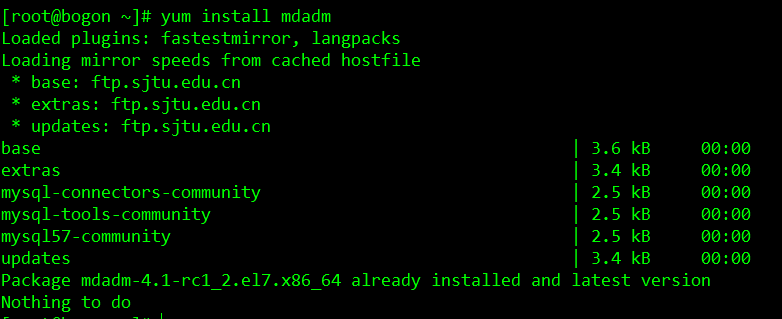 [root@bogon ~]# yum install mdadm
Loaded plugins: fastestmirror, langpacks
Loading mirror speeds from cached hostfile
 * base: ftp.sjtu.edu.cn
 * extras: ftp.sjtu.edu.cn
 * updates: ftp.sjtu.edu.cn
base | 3.6 kB 00:00
extras | 3.4 kB 00:00
mysql-connectors-community | 2.5 kB 00:00
mysql-tools-community | 2.5 kB 00:00
mysql57-community | 2.5 kB 00:00
updates | 3.4 kB 00:00
Package mdadm-4.1-rc1_2.el7.x86_64 already installed and latest version
Nothing to do